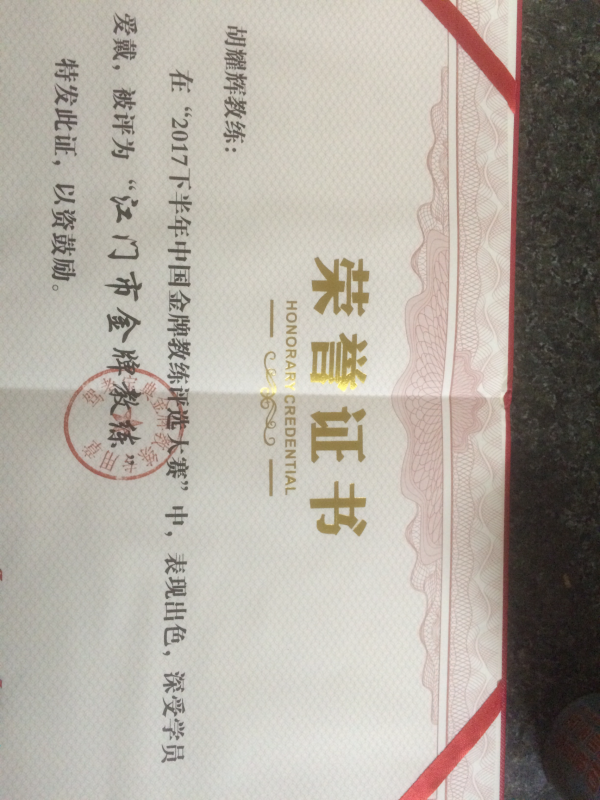 荣誉证书
HONORARY CREDENTIAL
胡耀辉教练：
在“2017下半年中国金牌教练评选大赛”中，表现出色，深受学员
爱戴，被评为“江门市金牌教练”
特发此证，以资鼓励。